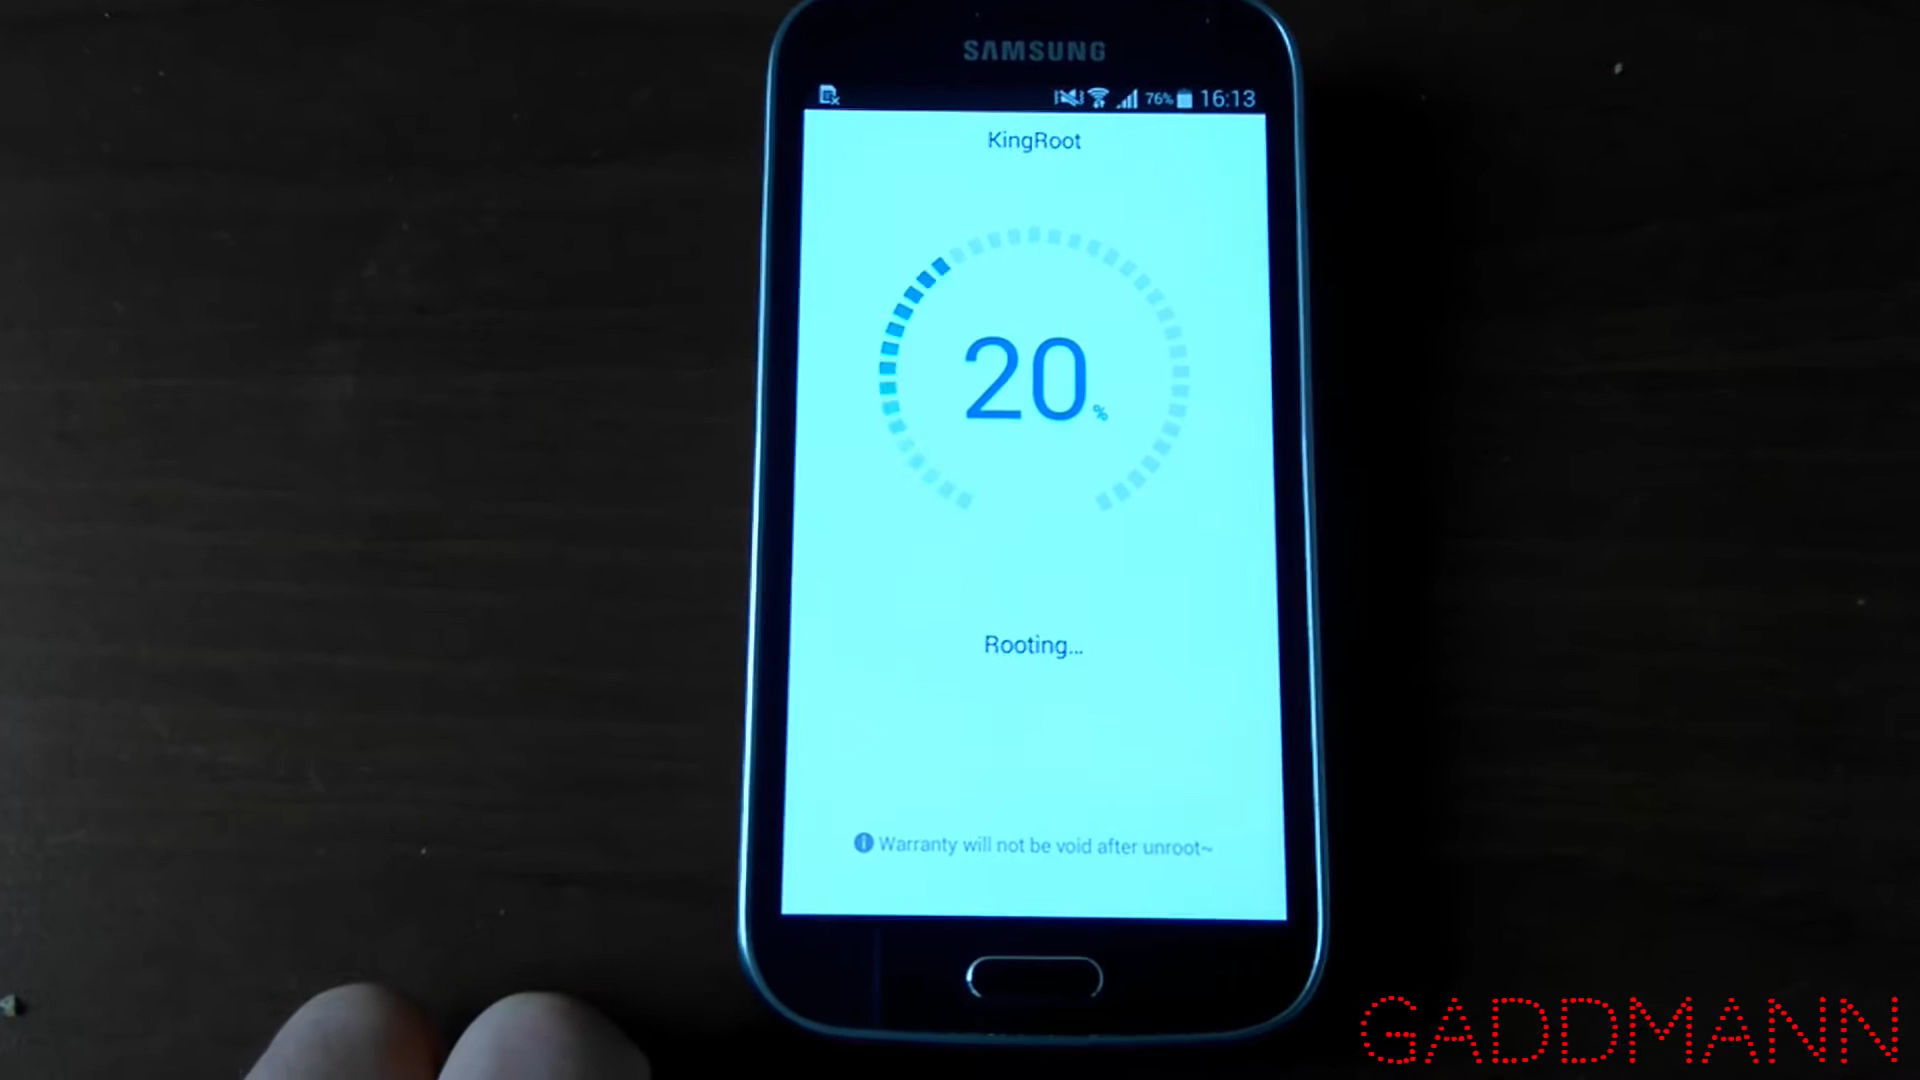 SAMSUNG
76% 16:13
KingRoot
20%
Rooting...
Warranty will not be void after unroot~
GADDMANN